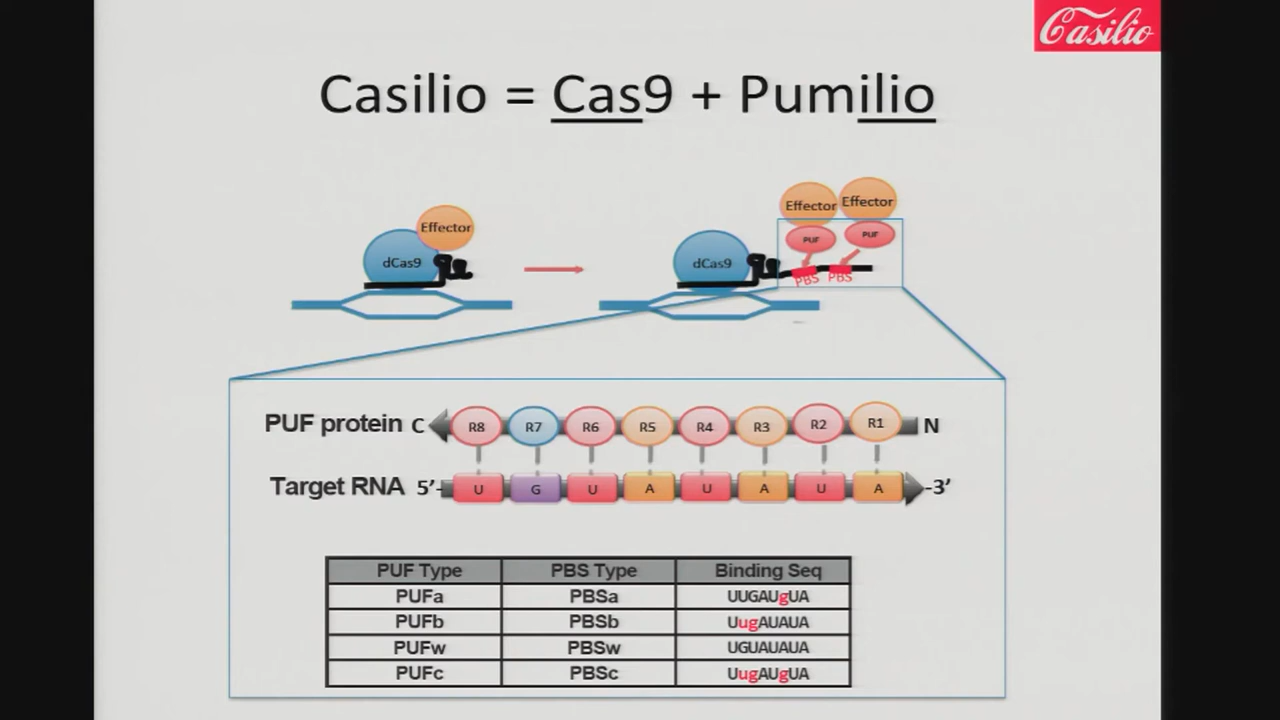 Casilio
Casilio = Cas9 + Pumilio
Effector
dCas9
Effector Effector
PUF PUF
dCas9
PBS PBS
PUF protein C R8 R7 R6 R5 R4 R3 R2 R1 N
Target RNA 5’- U G U A U A U A -3’
PUF Type PBS Type Binding Seq
PUFa PBSa UUGAUgUA
PUFb PBSb UugAUAUA
PUFw PBSw UGUAUAUA
PUFc PBSc UugAUgUA